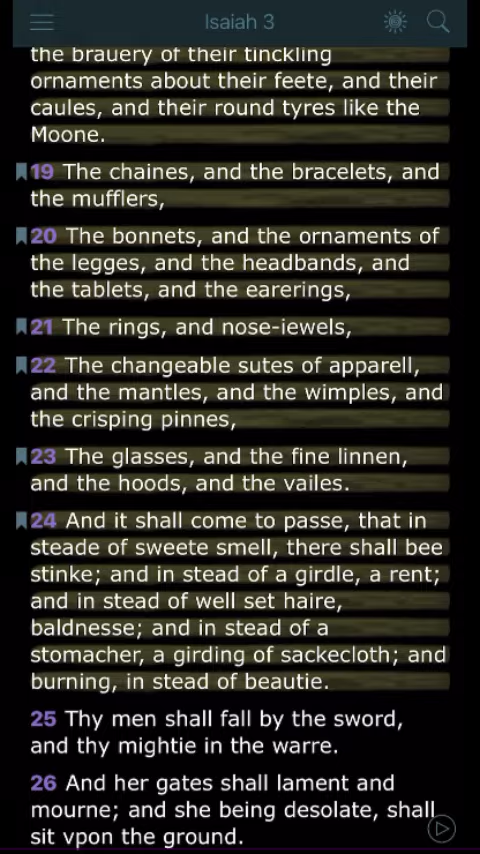 Isaiah 3
the brauery of their tinckling
ornaments about their feete, and their
caules, and their round tyres like the
Moone.
19 The chaines, and the bracelets, and
the mufflers,
20 The bonnets, and the ornaments of
the legges, and the headbands, and
the tablets, and the earerings,
21 The rings, and nose-iewels,
22 The changeable sutes of apparell,
and the mantles, and the wimples, and
the crisping pinnes,
23 The glasses, and the fine linnen,
and the hoods, and the vailes.
24 And it shall come to passe, that in
steade of sweete smell, there shall bee
stinke; and in stead of a girdle, a rent;
and in stead of well set haire,
baldnesse; and in stead of a
stomacher, a girding of sackecloth; and
burning, in stead of beautie.
25 Thy men shall fall by the sword,
and thy mightie in the warre.
26 And her gates shall lament and
mourne; and she being desolate, shall
sit vpon the ground.